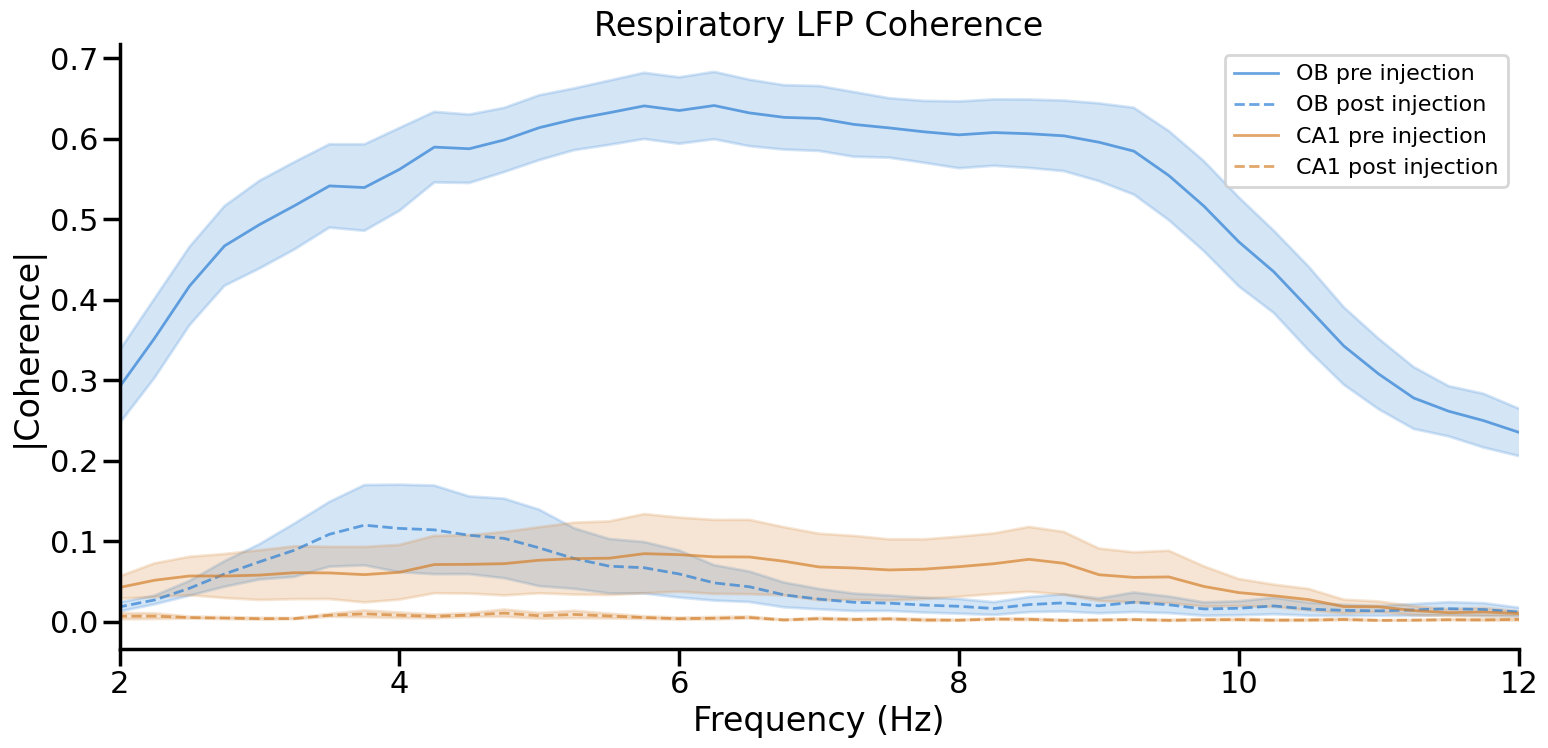 Respiratory LFP Coherence
OB pre injection
OB post injection
CA1 pre injection
CA1 post injection
|Coherence|
0.7
0.6
0.5
0.4
0.3
0.2
0.1
0.0
2 4 6 8 10 12
Frequency (Hz)